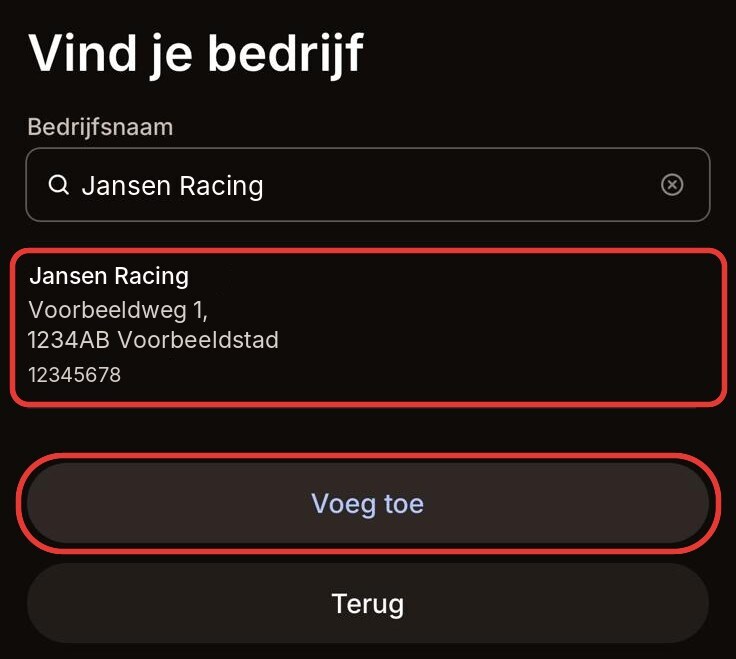 Vind je bedrijf
Bedrijfsnaam
Jansen Racing
Jansen Racing
Voorbeeldweg 1,
1234AB Voorbeeldstad
12345678
Voeg toe
Terug